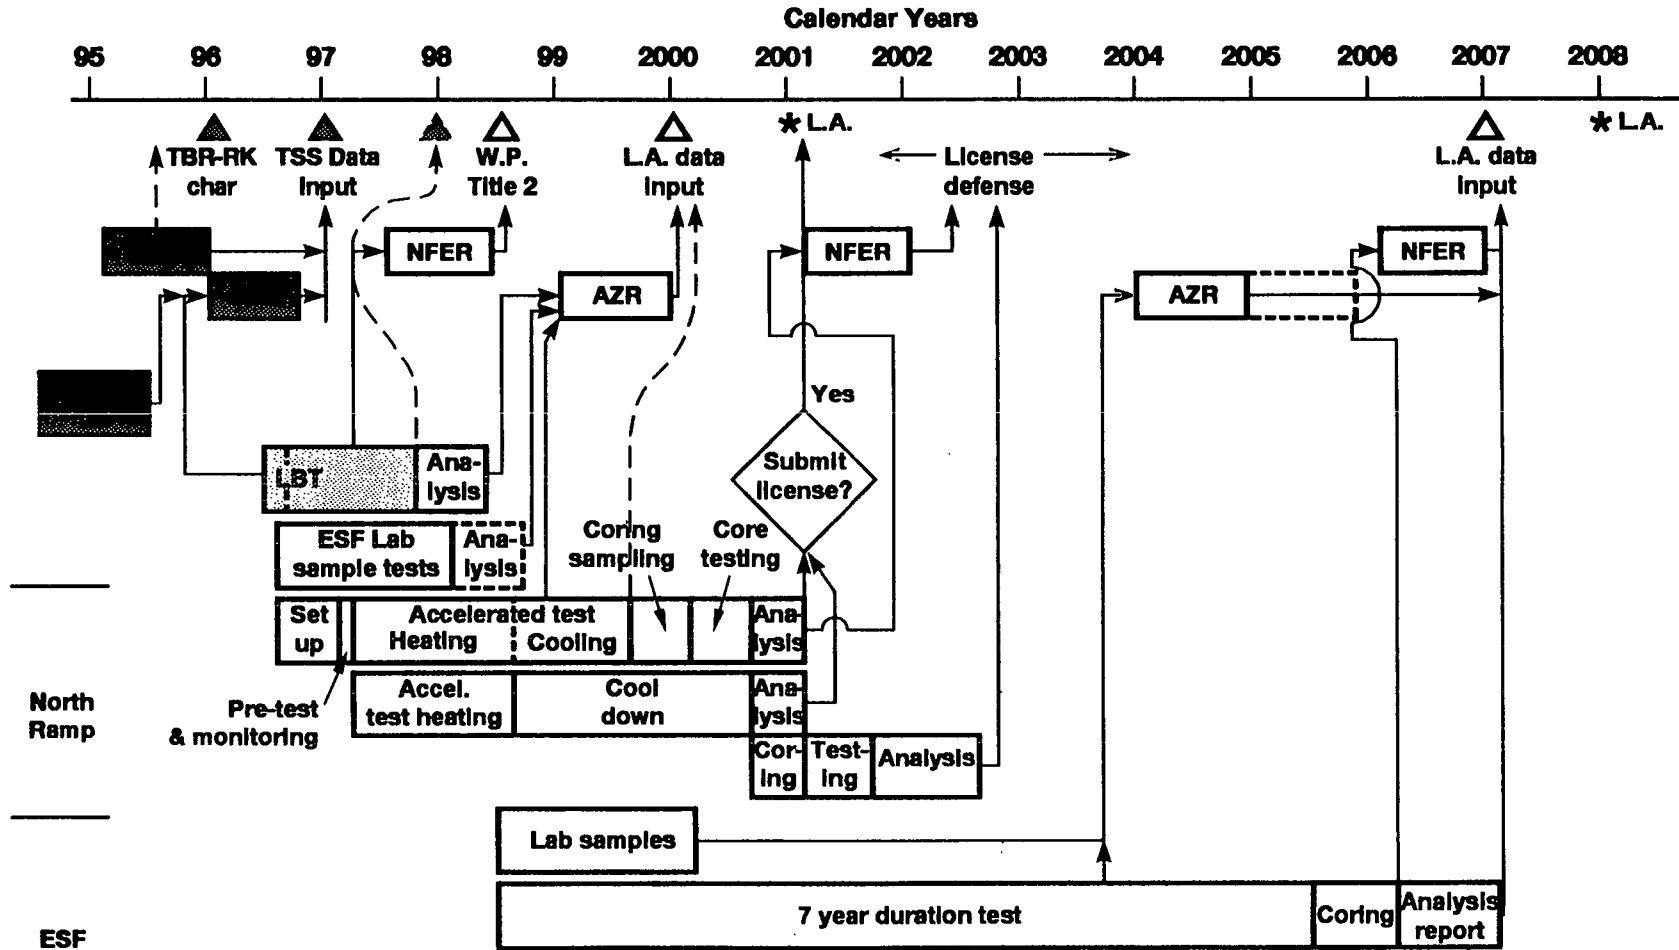 Calendar Years
95 96 97 98 99 2000 2001 2002 2003 2004 2005 2006 2007 2008
L.A. L.A.
TBR-RK TSS Data W.P. L.A. data License L.A. data
char Input Title 2 Input defense Input
NFER NFER NFER
AZR AZR
Yes
LBT
Ana-
lysis
Submit
license?
ESF Lab
sample tests
Ana-
lysis
Coring
sampling
Core
testing
Set
up
Accelerated test
Heating Cooling
Ana-
lysis
North
Ramp
Pre-test
& monitoring
Accel.
test heating
Cool
down
Ana-
lysis
Cor-
ing
Test-
ing
Analysis
Lab samples
ESF
7 year duration test
Coring
Analysis
report